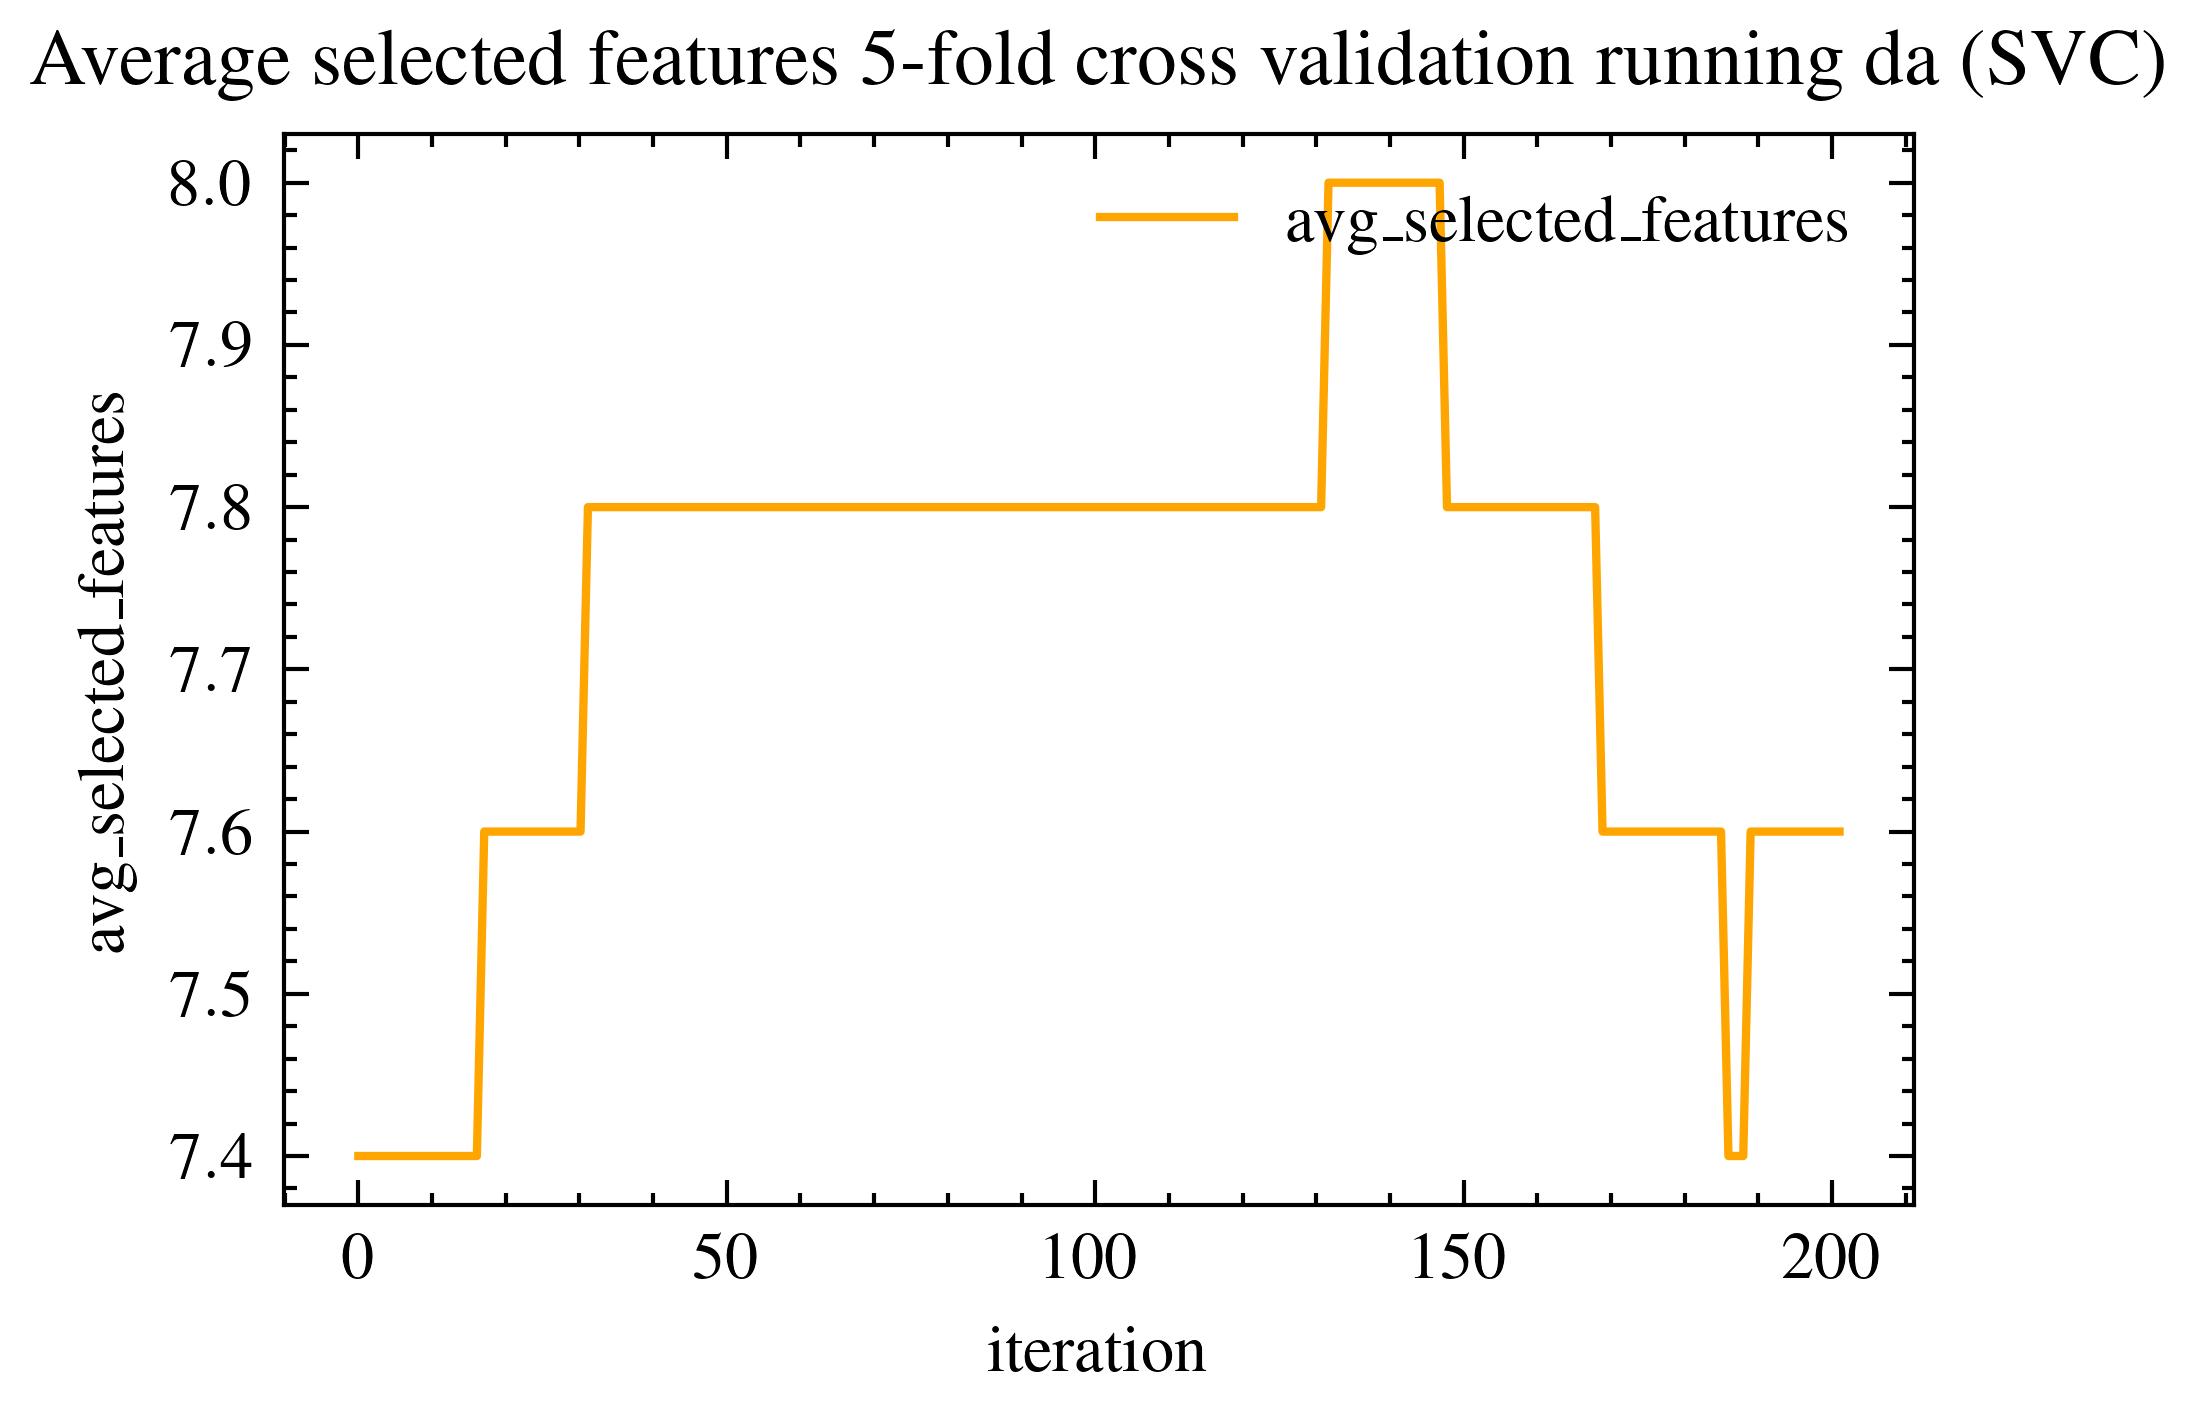 Average selected features 5-fold cross validation running da (SVC)
8.0
avg_selected_features
7.9
7.8
7.7
7.6
7.5
7.4
avg_selected_features
0 50 100 150 200
iteration